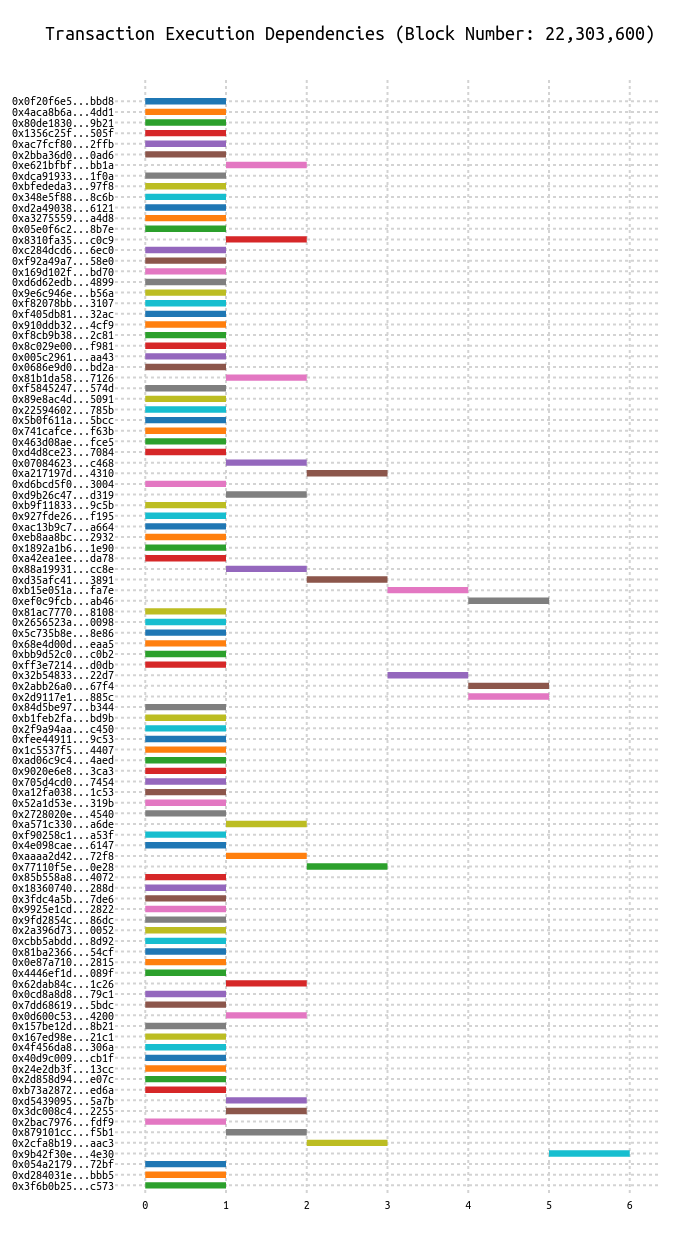 Transaction Execution Dependencies (Block Number: 22,303,600)
0x0f20f6e5...bbd8
0x4aca8b6a...4dd1
0x80de1830...9b21
0x1356c25f...505f
0xac7fcf80...2ffb
0x2bba36d0...0ad6
0xe621bfbf...bb1a
0xdca91933...1f0a
0xbfededa3...97f8
0x348e5f88...8c6b
0xd2a49038...6121
0xa3275559...a4d8
0x05e0f6c2...8b7e
0x8310fa35...c0c9
0xc284dcd6...6ec0
0xf92a49a7...58e0
0x169d102f...bd70
0xd6d62edb...4899
0x9e6c946e...b56a
0xf82078bb...3107
0xf405db81...32ac
0x910ddb32...4cf9
0xf8cb9b38...2c81
0x8c029e00...f981
0x005c2961...aa43
0x0686e9d0...bd2a
0x81b1da58...7126
0xf5845247...574d
0x89e8ac4d...5091
0x22594602...785b
0x5b0f611a...5bcc
0x741cafce...f63b
0x463d08ae...fce5
0xd4d8ce23...7084
0x07084623...c468
0xa217197d...4310
0xd6bcd5f0...3004
0xd9b26c47...d319
0xb9f11833...9c5b
0x927fde26...f195
0xac13b9c7...a664
0xeb8aa8bc...2932
0x1892a1b6...1e90
0xa42ea1ee...da78
0x88a19931...cc8e
0xd35afc41...3891
0xb15e051a...fa7e
0xef0c9fcb...ab46
0x81ac7770...8108
0x2656523a...0098
0x5c735b8e...8e86
0x68e4d00d...eaa5
0xbb9d52c0...c0b2
0xff3e7214...d0db
0x32b54833...22d7
0x2abb26a0...67f4
0x2d9117e1...885c
0x84d5be97...b344
0xb1feb2fa...bd9b
0x2f9a94aa...c450
0xfee44911...9c53
0x1c5537f5...4407
0xad06c9c4...4aed
0x9020e6e8...3ca3
0x705d4cd0...7454
0xa12fa038...1c53
0x52a1d53e...319b
0x2728020e...4540
0xa571c330...a6de
0xf90258c1...a53f
0x4e098cae...6147
0xaaaa2d42...72f8
0x77110f5e...0e28
0x85b558a8...4072
0x18360740...288d
0x3fdc4a5b...7de6
0x9925e1cd...2822
0x9fd2854c...86dc
0x2a396d73...0052
0xcbb5abdd...8d92
0x81ba2366...54cf
0x0e87a710...2815
0x4446ef1d...089f
0x62dab84c...1c26
0x0cd8a8d8...79c1
0x7dd68619...5bdc
0x0d600c53...4200
0x157be12d...8b21
0x167ed98e...21c1
0x4f456da8...306a
0x40d9c009...cb1f
0x24e2db3f...13cc
0x2d858d94...e07c
0xb73a2872...ed6a
0xd5439095...5a7b
0x3dc008c4...2255
0x2bac7976...fdf9
0x879101cc...f5b1
0x2cfa8b19...aac3
0x9b42f30e...4e30
0x054a2179...72bf
0xd284031e...bbb5
0x3f6b0b25...c573
0 1 2 3 4 5 6